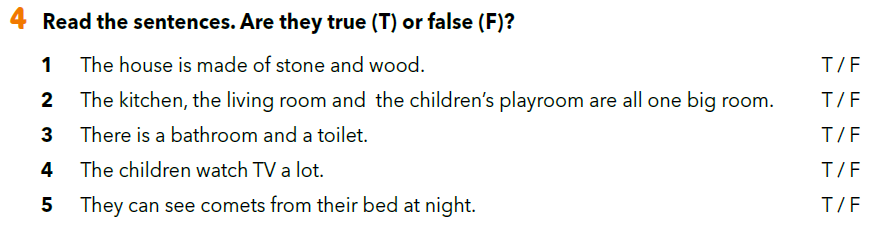 4 Read the sentences. Are they true (T) or false (F)?
1 The house is made of stone and wood. T / F
2 The kitchen, the living room and the children’s playroom are all one big room. T / F
3 There is a bathroom and a toilet. T / F
4 The children watch TV a lot. T / F
5 They can see comets from their bed at night. T / F